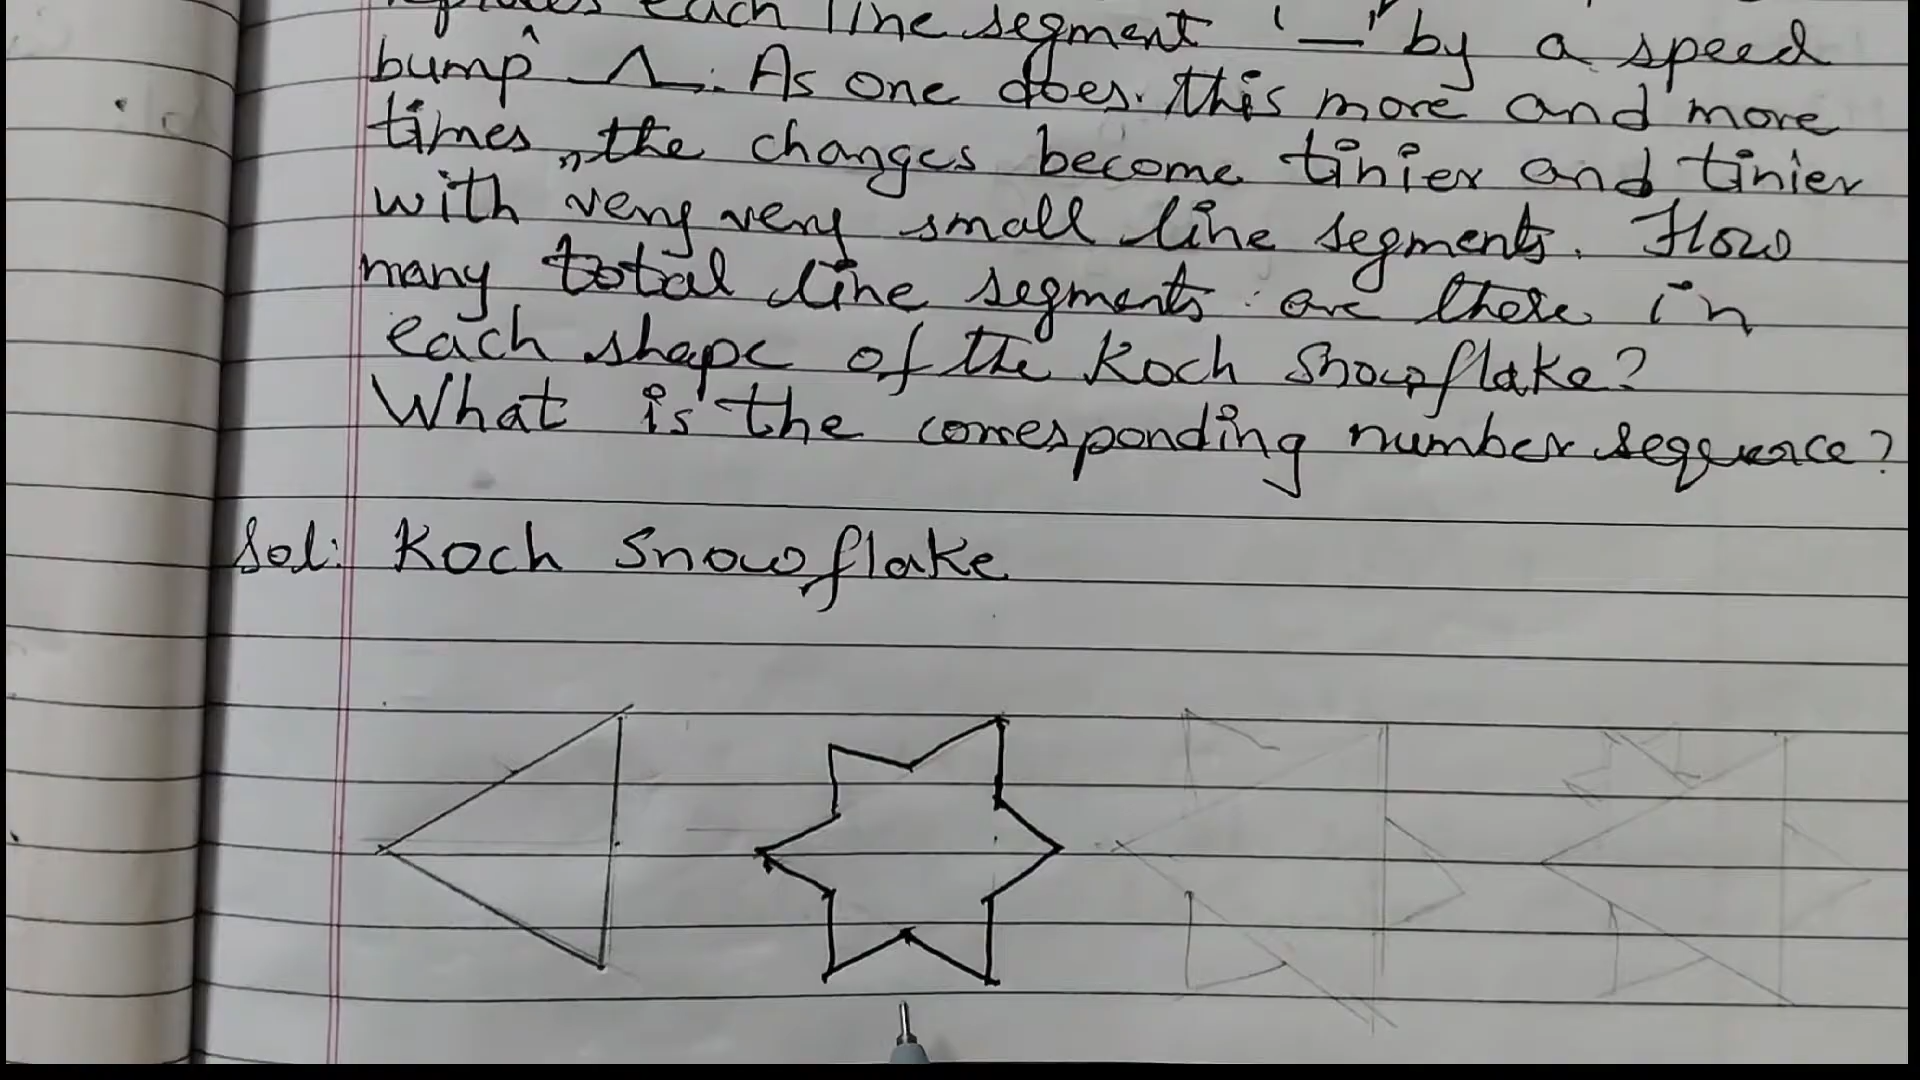 each line segment '—' by a speed
bump . As one does this more and more
times, the changes become tinier and tinier
with very very small line segments. How
many total line segments are there in
each shape of the Koch Snowflake?
What is the corresponding number sequence?
Sol: Koch Snowflake